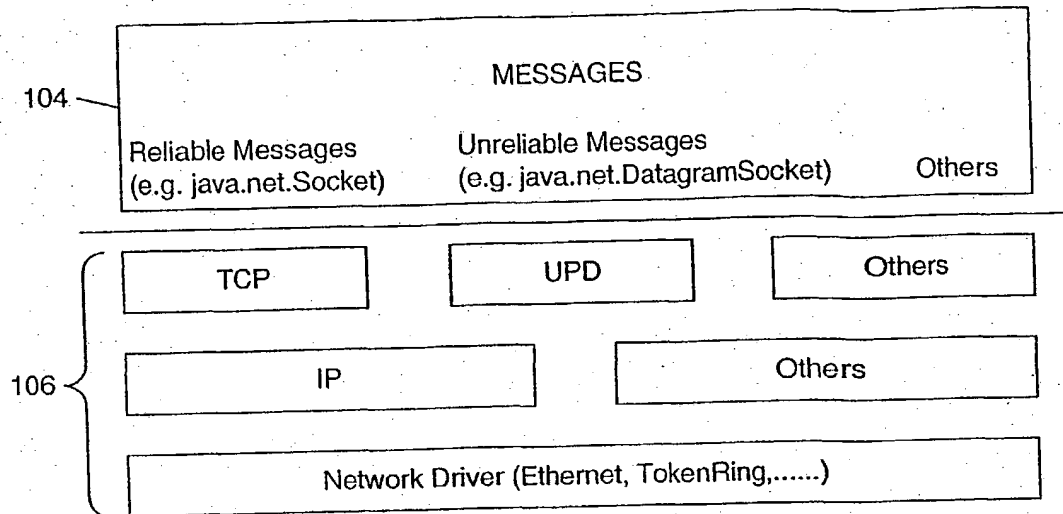 MESSAGES
104
Reliable Messages
(e.g. java.net.Socket)
Unreliable Messages
(e.g. java.net.DatagramSocket)
Others
TCP
UPD
Others
106
IP
Others
Network Driver (Ethernet, TokenRing,......)